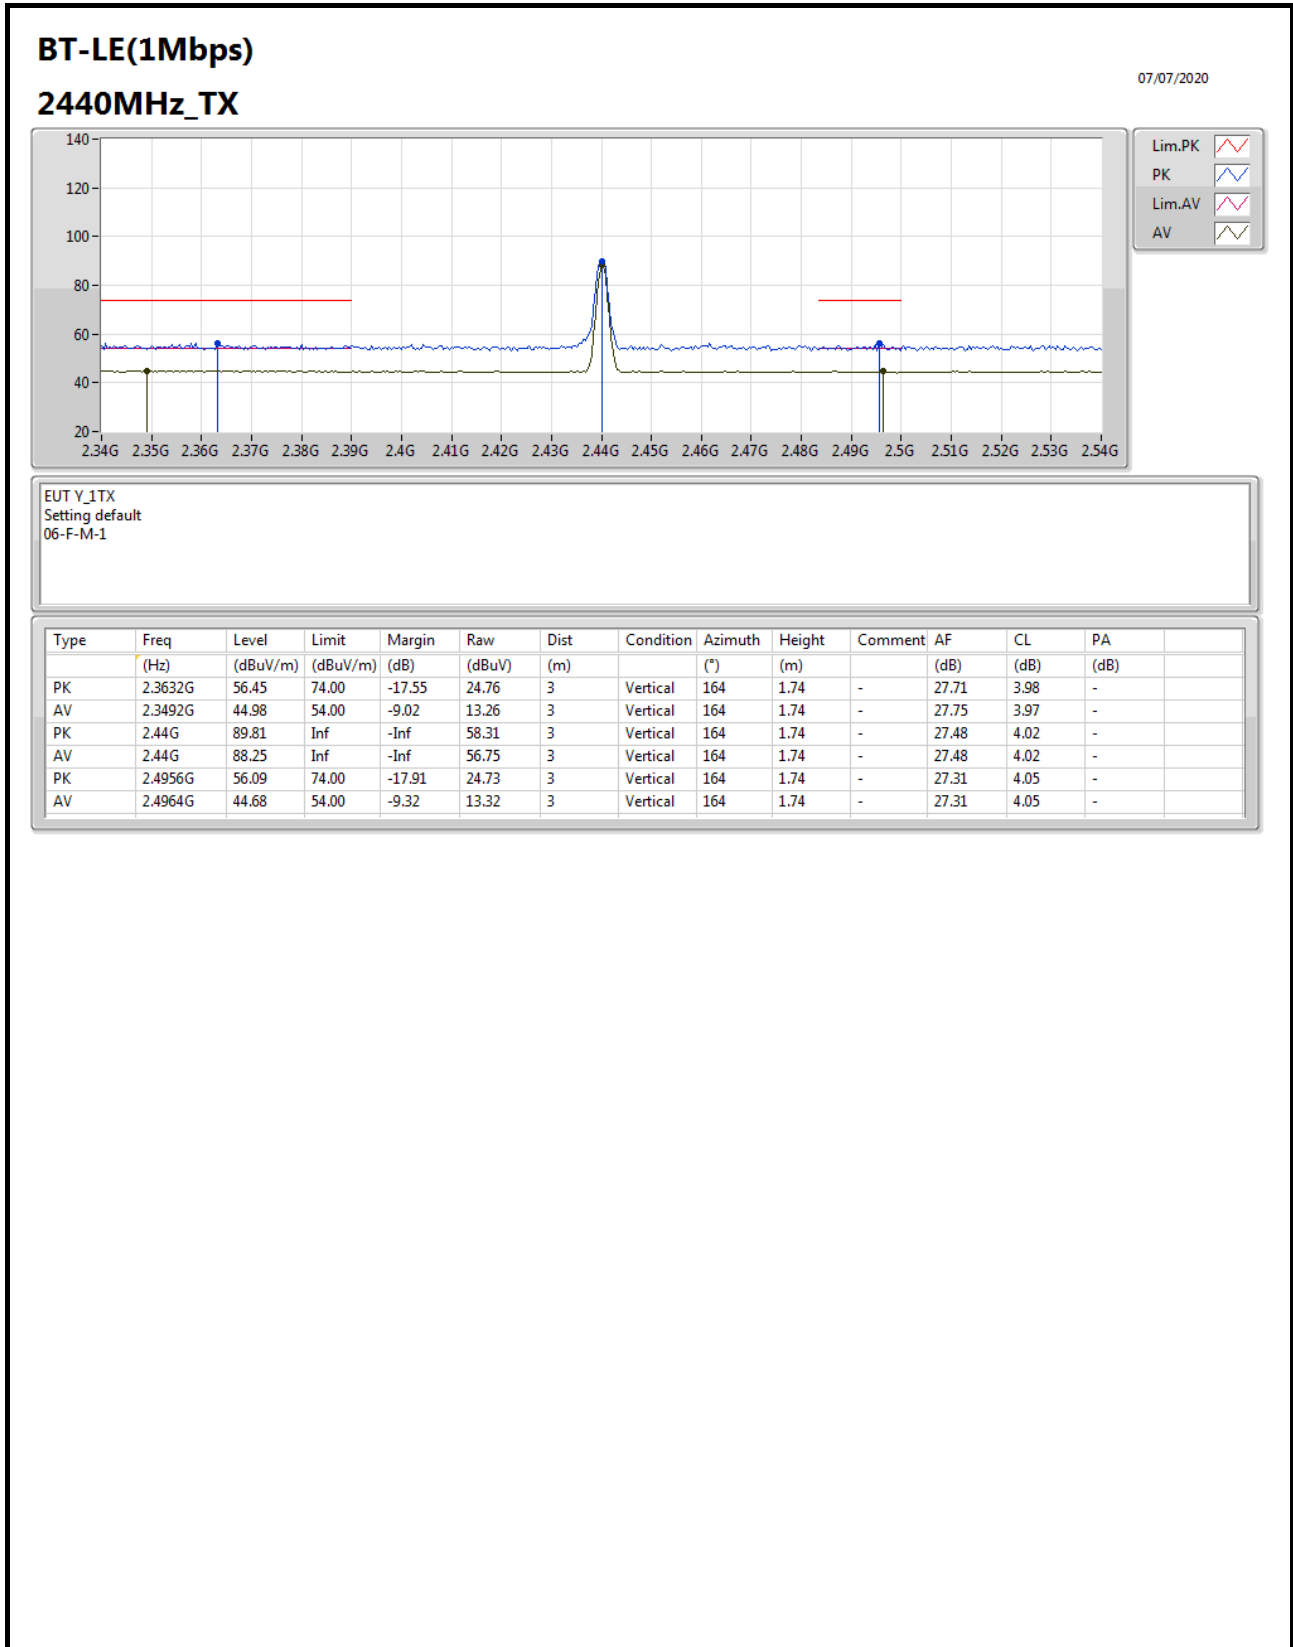 BT-LE(1Mbps)
07/07/2020
2440MHz_TX
140
120
100
80
60
40
20
2.34G 2.35G 2.36G 2.37G 2.38G 2.39G 2.4G 2.41G 2.42G 2.43G 2.44G 2.45G 2.46G 2.47G 2.48G 2.49G 2.5G 2.51G 2.52G 2.53G 2.54G
Lim.PK
PK
Lim.AV
AV
EUT Y_1TX
Setting default
06-F-M-1
Type Freq Level Limit Margin Raw Dist Condition Azimuth Height Comment AF CL PA
(Hz) (dBuV/m) (dBuV/m) (dB) (dBuV) (m) (°) (m) (dB) (dB) (dB)
PK 2.3632G 56.45 74.00 -17.55 24.76 3 Vertical 164 1.74 - 27.71 3.98 -
AV 2.3492G 44.98 54.00 -9.02 13.26 3 Vertical 164 1.74 - 27.75 3.97 -
PK 2.44G 89.81 Inf -Inf 58.31 3 Vertical 164 1.74 - 27.48 4.02 -
AV 2.44G 88.25 Inf -Inf 56.75 3 Vertical 164 1.74 - 27.48 4.02 -
PK 2.4956G 56.09 74.00 -17.91 24.73 3 Vertical 164 1.74 - 27.31 4.05 -
AV 2.4964G 44.68 54.00 -9.32 13.32 3 Vertical 164 1.74 - 27.31 4.05 -